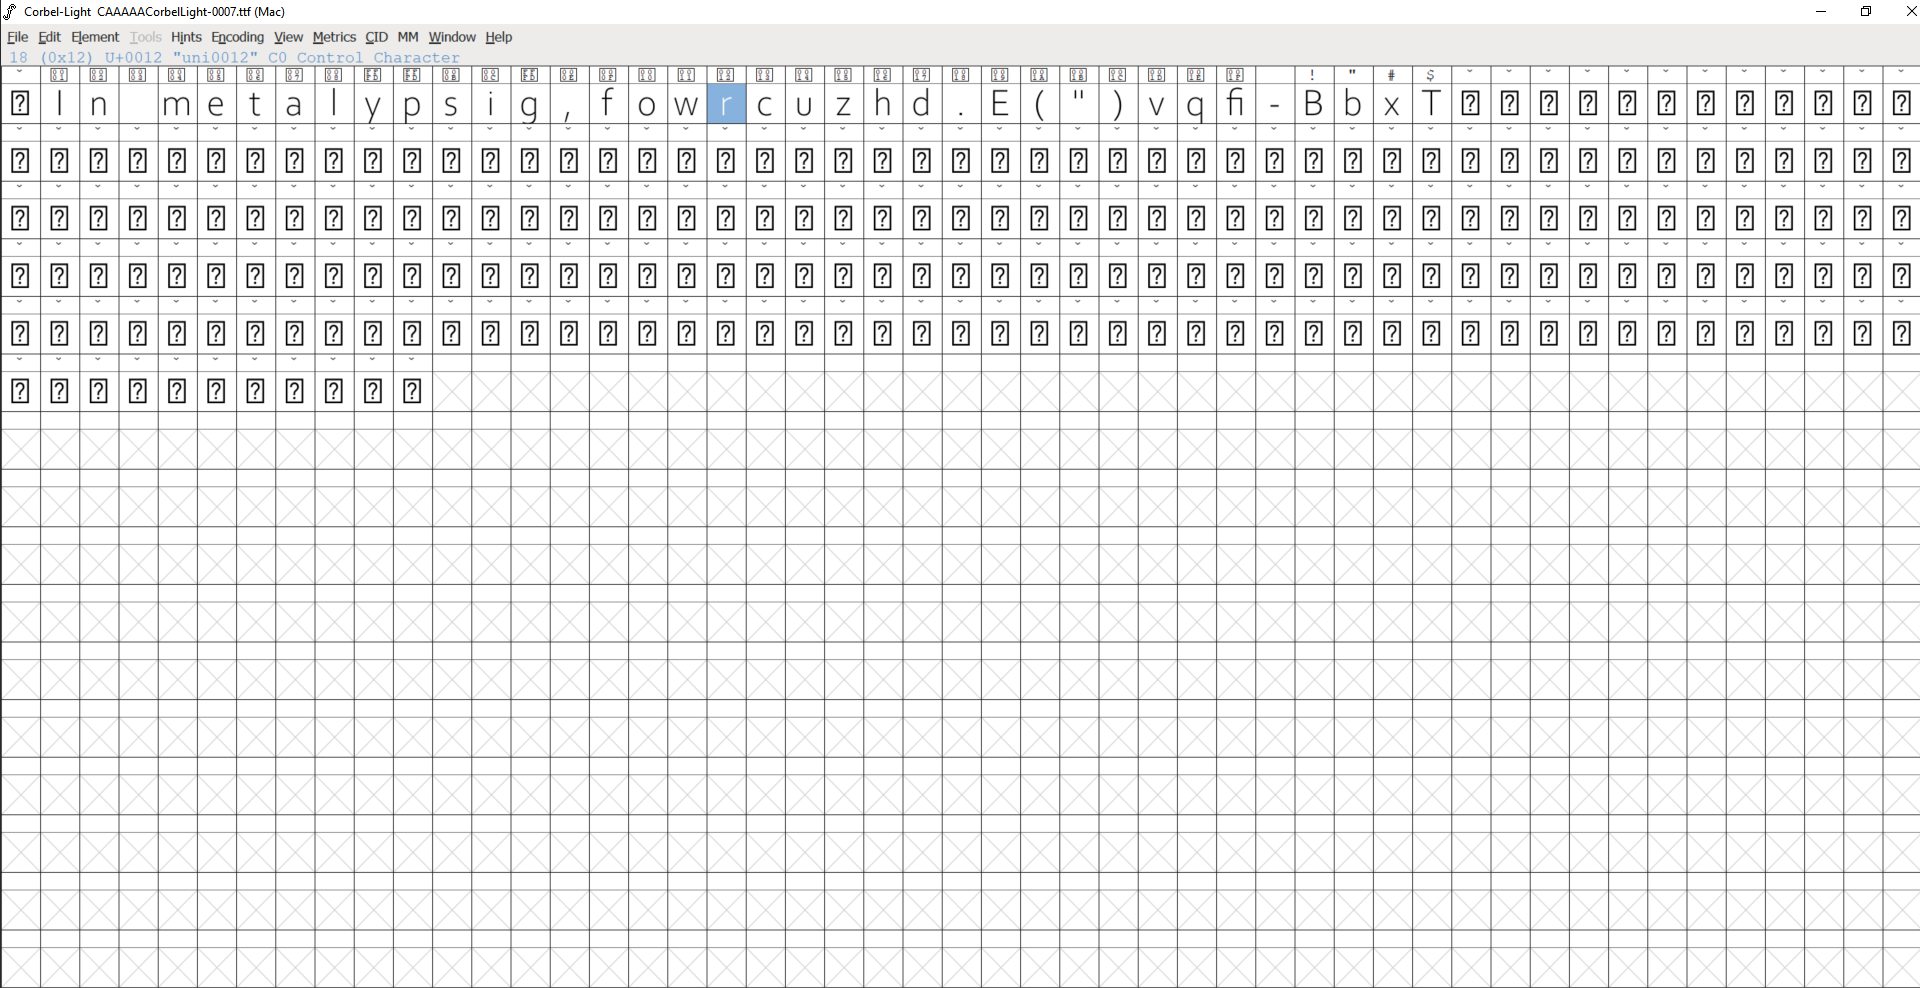 Corbel-Light CAAAAACorbelLight-0007.ttf (Mac)
File Edit Element Tools Hints Encoding View Metrics CID MM Window Help
18 (0x12) U+0012 "uni0012" C0 Control Character
! " # $
I n m e t a l y p s i g , f o w r c u z h d . E ( " ) v q ﬁ - B b x T